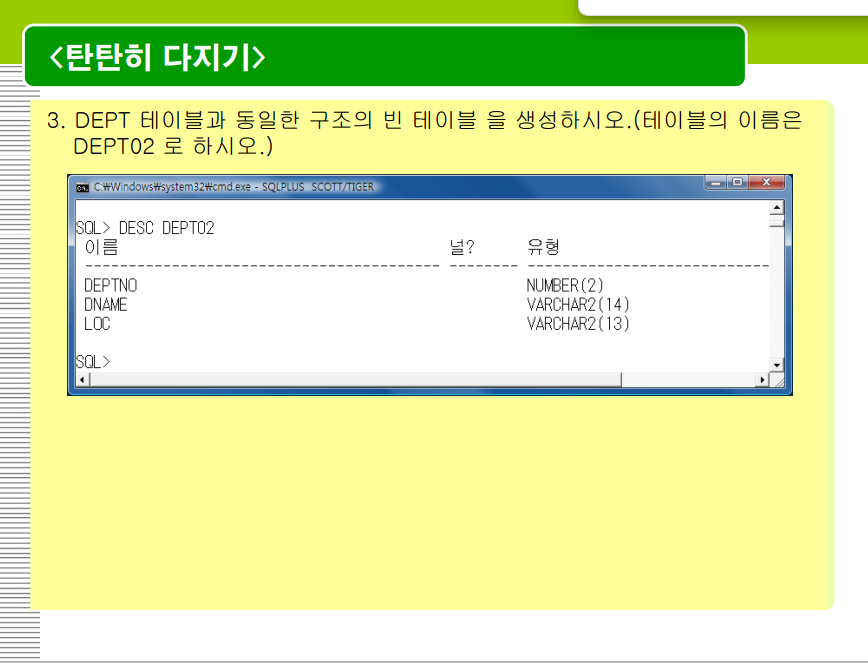 <탄탄히 다지기>
3. DEPT 테이블과 동일한 구조의 빈 테이블 을 생성하시오.(테이블의 이름은
DEPT02 로 하시오.)
C:₩Windows₩system32₩cmd.exe - SQLPLUS SCOTT/TIGER
SQL> DESC DEPT02
이름 널? 유형
----------------------------------------- -------- ----------------------------
DEPTNO NUMBER(2)
DNAME VARCHAR2(14)
LOC VARCHAR2(13)
SQL>